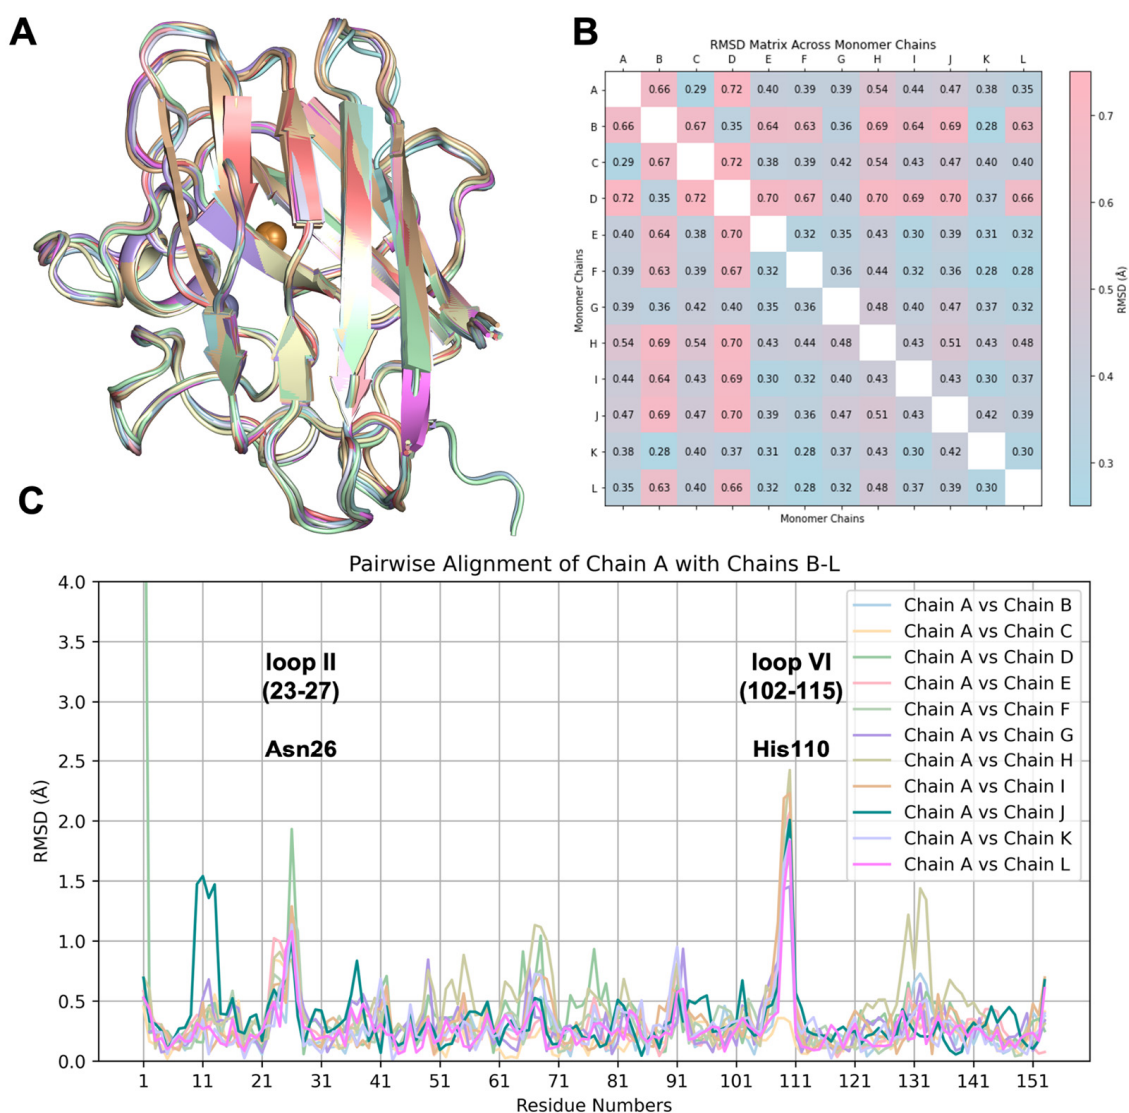 A
B
RMSD Matrix Across Monomer Chains
A B C D E F G H I J K L
A 0.66 0.29 0.72 0.40 0.39 0.39 0.54 0.44 0.47 0.38 0.35
B 0.66 0.67 0.35 0.64 0.63 0.36 0.69 0.64 0.69 0.28 0.63
C 0.29 0.67 0.72 0.38 0.39 0.42 0.54 0.43 0.47 0.40 0.40
D 0.72 0.35 0.72 0.70 0.67 0.40 0.70 0.69 0.70 0.37 0.66
E 0.40 0.64 0.38 0.70 0.32 0.35 0.43 0.30 0.39 0.31 0.32
F 0.39 0.63 0.39 0.67 0.32 0.36 0.44 0.32 0.36 0.28 0.28
G 0.39 0.36 0.42 0.40 0.35 0.36 0.48 0.40 0.47 0.37 0.32
H 0.54 0.69 0.54 0.70 0.43 0.44 0.48 0.43 0.51 0.43 0.48
I 0.44 0.64 0.43 0.69 0.30 0.32 0.40 0.43 0.43 0.30 0.37
J 0.47 0.69 0.47 0.70 0.39 0.36 0.47 0.51 0.43 0.42 0.39
K 0.38 0.28 0.40 0.37 0.31 0.28 0.37 0.43 0.30 0.42 0.30
L 0.35 0.63 0.40 0.66 0.32 0.28 0.32 0.48 0.37 0.39 0.30
Monomer Chains
Monomer Chains
0.7
0.6
0.5
0.4
0.3
RMSD (Å)
C
Pairwise Alignment of Chain A with Chains B-L
4.0
3.5
3.0
2.5
2.0
1.5
1.0
0.5
0.0
RMSD (Å)
loop II
(23-27)
Asn26
loop VI
(102-115)
His110
Chain A vs Chain B
Chain A vs Chain C
Chain A vs Chain D
Chain A vs Chain E
Chain A vs Chain F
Chain A vs Chain G
Chain A vs Chain H
Chain A vs Chain I
Chain A vs Chain J
Chain A vs Chain K
Chain A vs Chain L
1 11 21 31 41 51 61 71 81 91 101 111 121 131 141 151
Residue Numbers